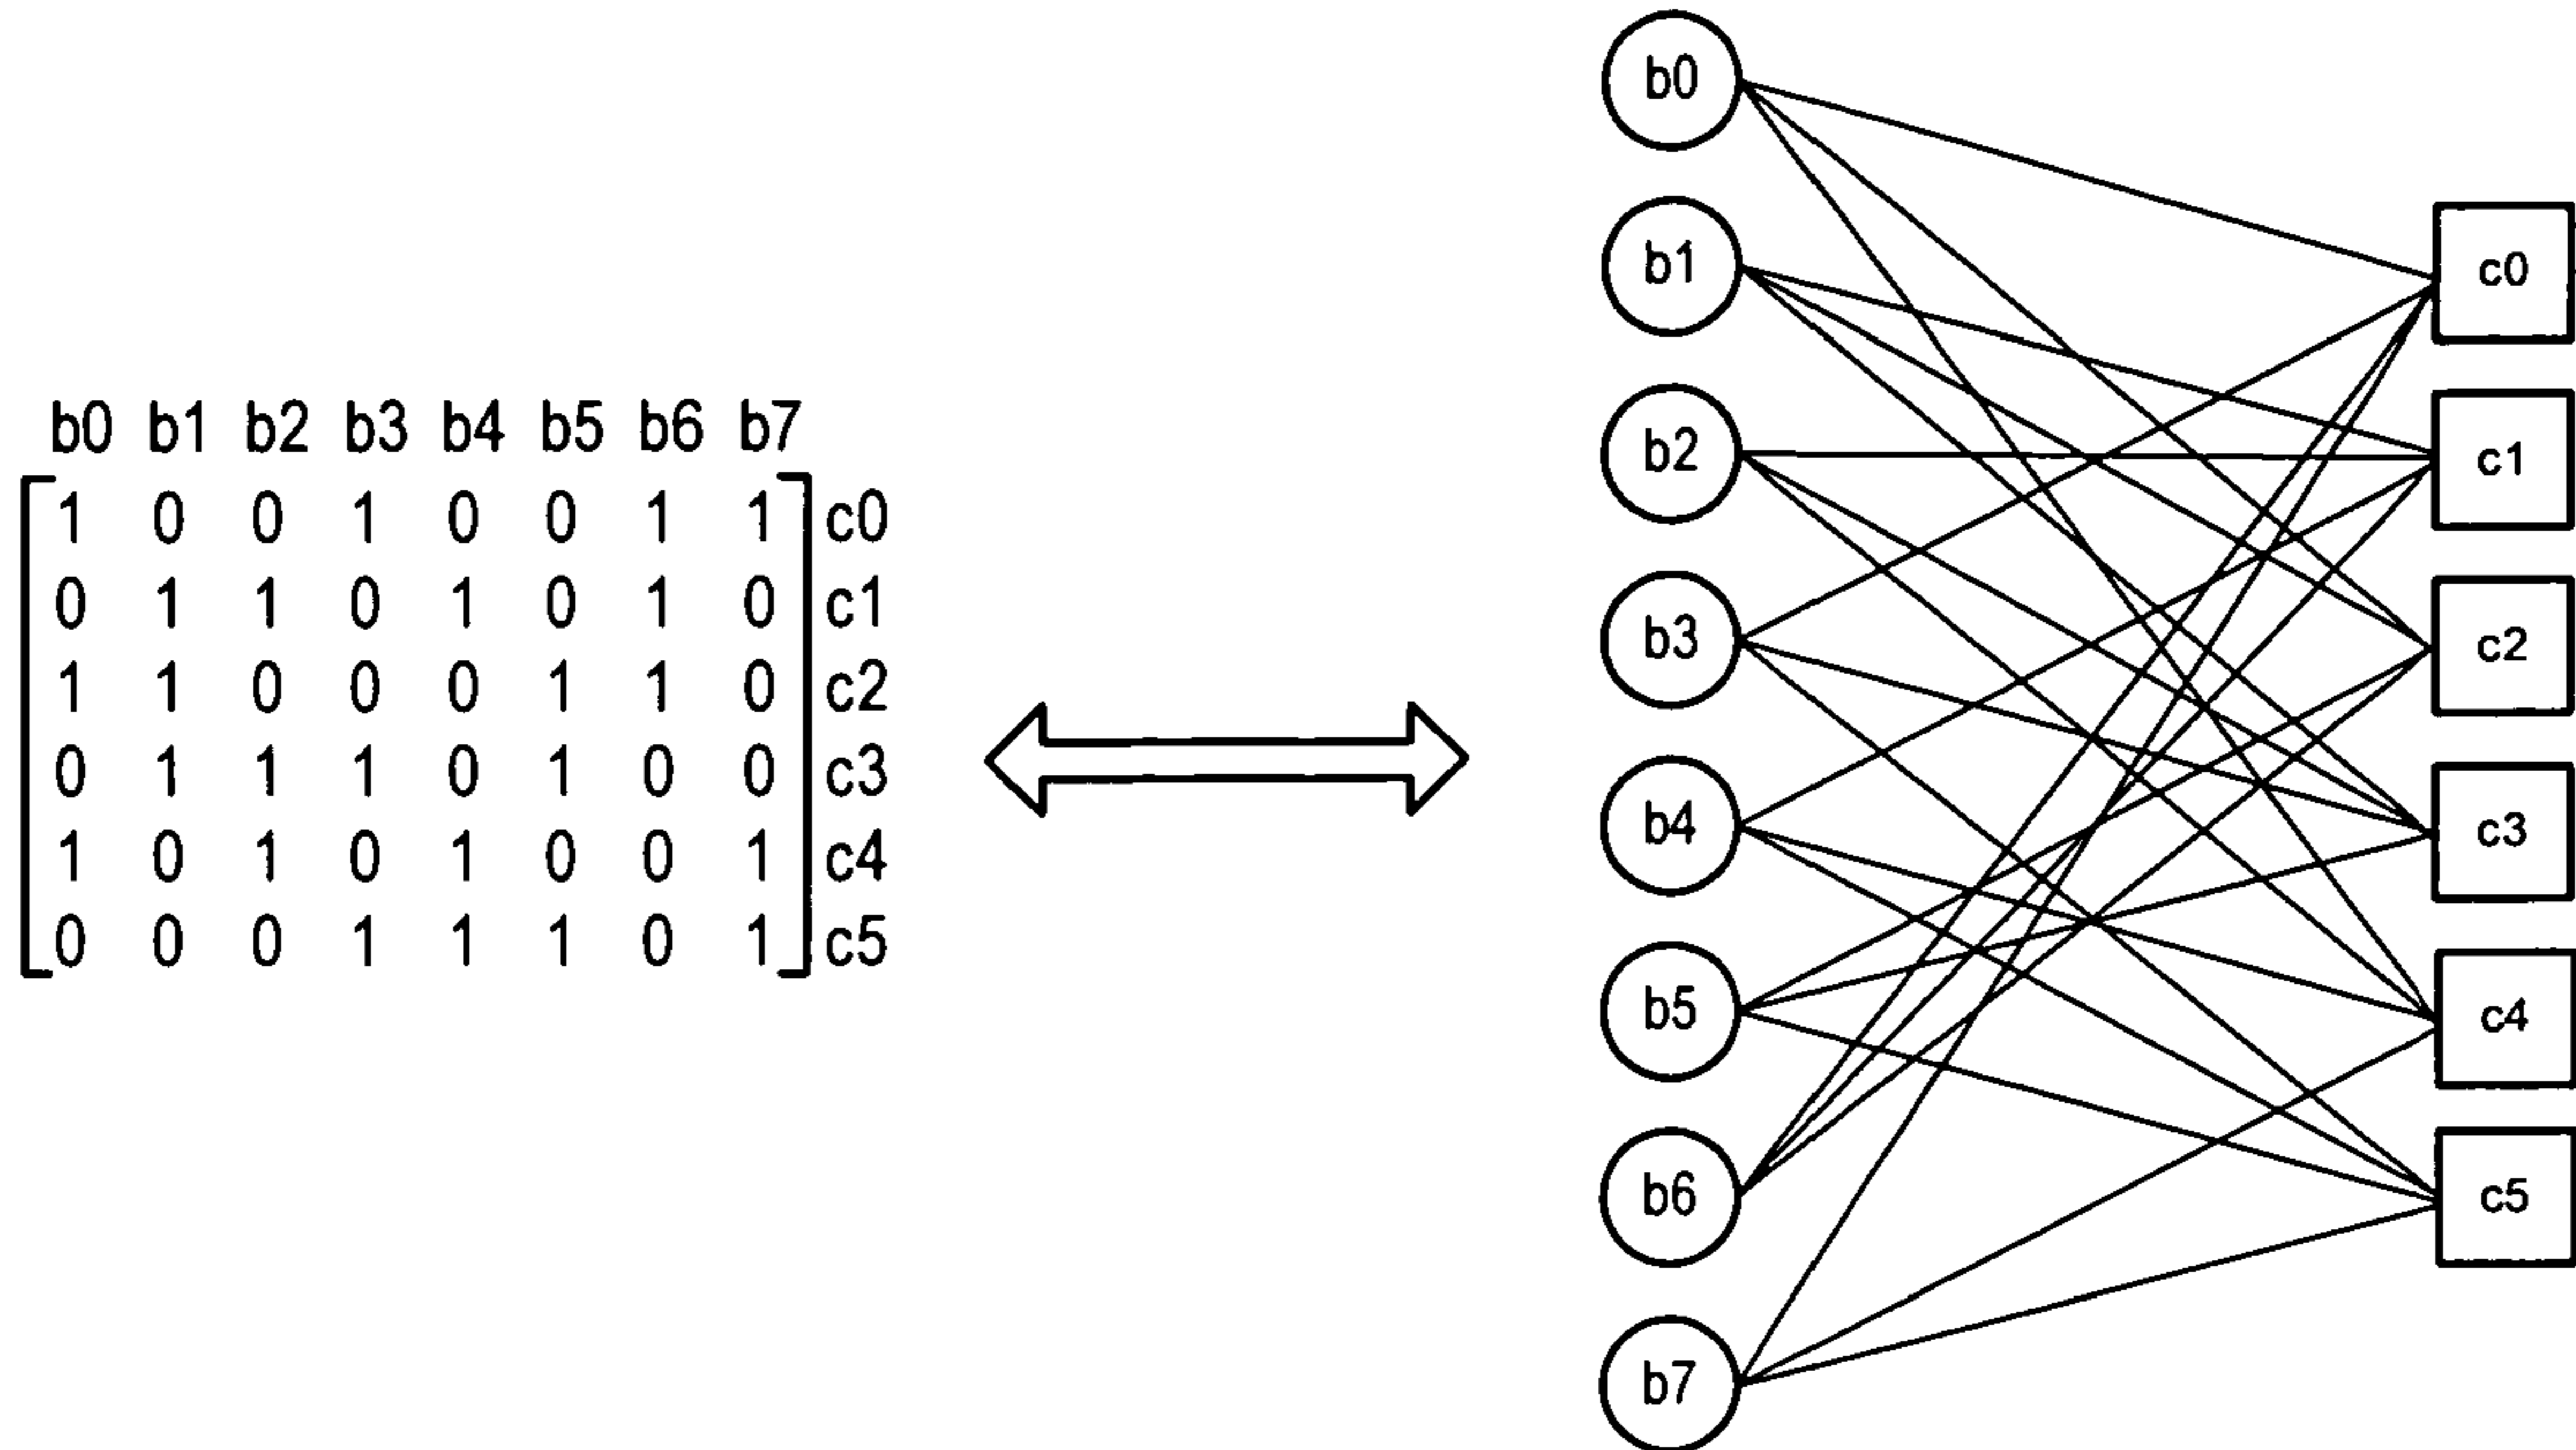 b0 b1 b2 b3 b4 b5 b6 b7
1 0 0 1 0 0 1 1 c0
0 1 1 0 1 0 1 0 c1
1 1 0 0 0 1 1 0 c2
0 1 1 1 0 1 0 0 c3
1 0 1 0 1 0 0 1 c4
0 0 0 1 1 1 0 1 c5
b0
b1
b2
b3
b4
b5
b6
b7
c0
c1
c2
c3
c4
c5